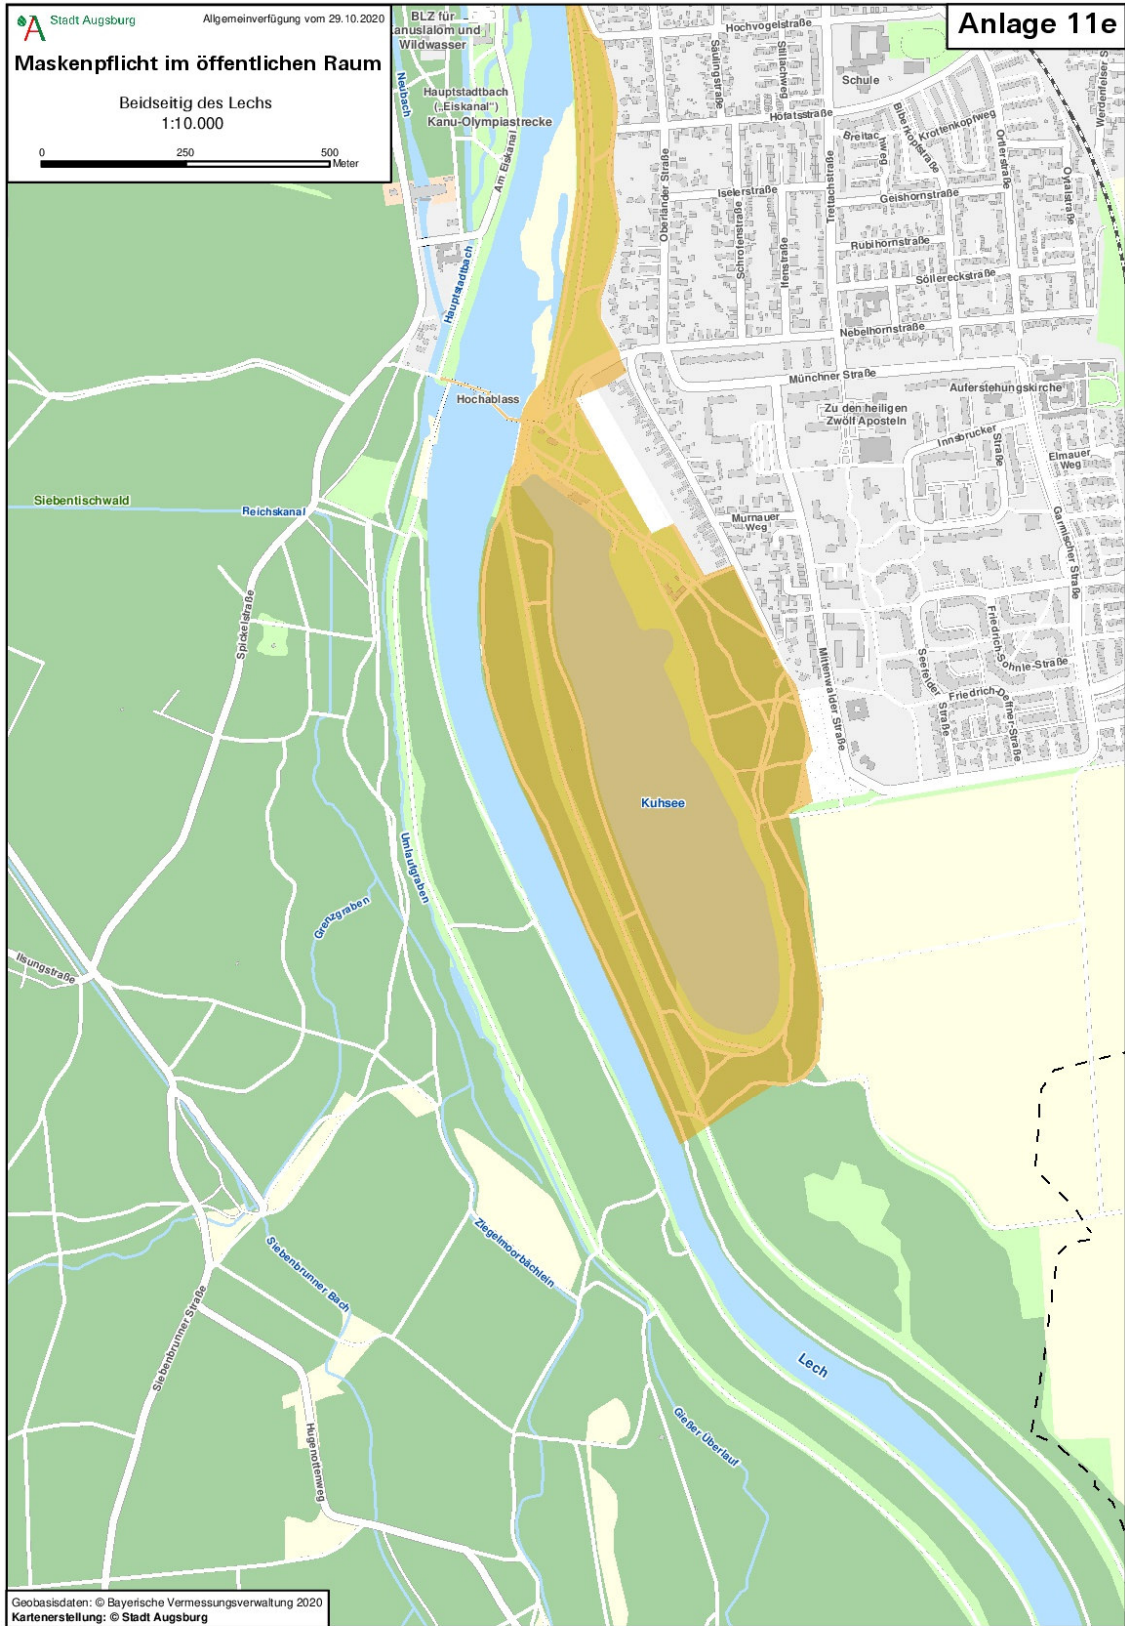 Stadt Augsburg
Allgemeinverfügung vom 29.10.2020
Maskenpflicht im öffentlichen Raum
Beidseitig des Lechs
1:10.000
0 250 500
Meter
Anlage 11e
BLZ für
Kanuslalom und
Wildwasser
Neubach
Hauptstadtbach
(„Eiskanal")
Kanu-Olympiastrecke
Am Eiskanal
Hauptstadtbach
Hochvogelstraße
Säulingstraße
Stillachweg
Schule
Höfatsstraße
Breitachweg
Biberkopfstraße
Krottenkopfweg
Ortlerstraße
Oytalstraße
Werdenfelser S
Oberländer Straße
Iselerstraße
Schrofenstraße
Ifenstraße
Trettachstraße
Geishornstraße
Rubihornstraße
Söllereckstraße
Nebelhornstraße
Münchner Straße
Auferstehungskirche
Zu den heiligen
Zwölf Aposteln
Innsbrucker
Straße
Elmauer
Weg
Garmischer Straße
Murnauer
Weg
Mittenwalder Straße
Seefelder
Straße
Friedrich-Sohnle-Straße
Friedrich-Deffner-Straße
Hochablass
Siebentischwald
Reichskanal
Spickelstraße
Kuhsee
Umlaufgraben
Grenzgraben
Ilsungstraße
Siebenbrunner Bach
Ziegelmoorbächlein
Siebenbrunner Straße
Hugenottenweg
Gießer Überlauf
Lech
Geobasisdaten: © Bayerische Vermessungsverwaltung 2020
Kartenerstellung: © Stadt Augsburg